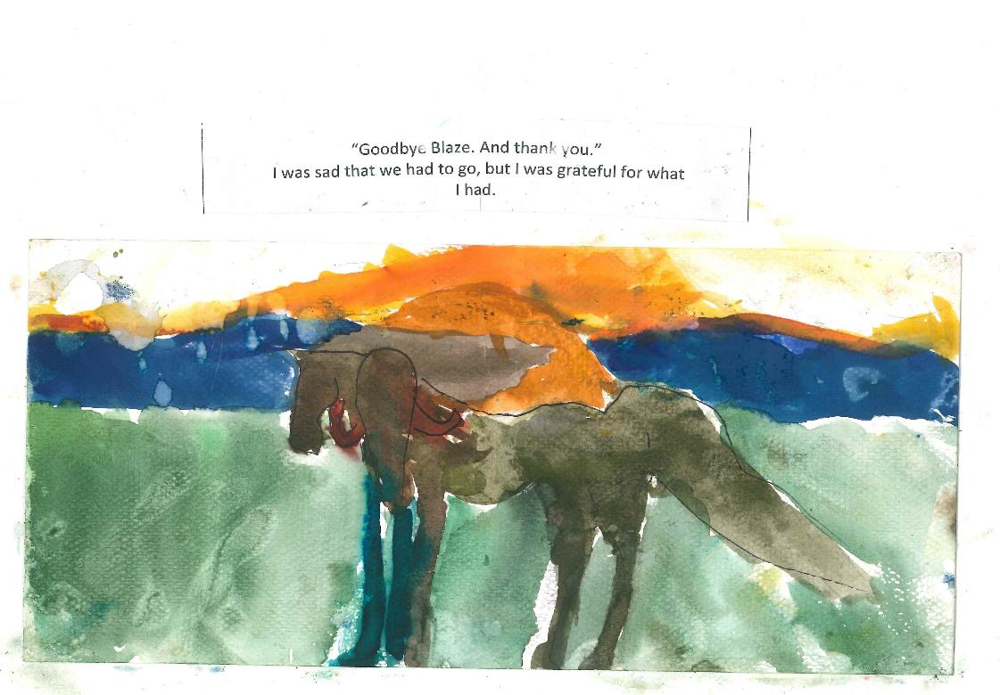 “Goodbye Blaze. And thank you.”
I was sad that we had to go, but I was grateful for what
I had.